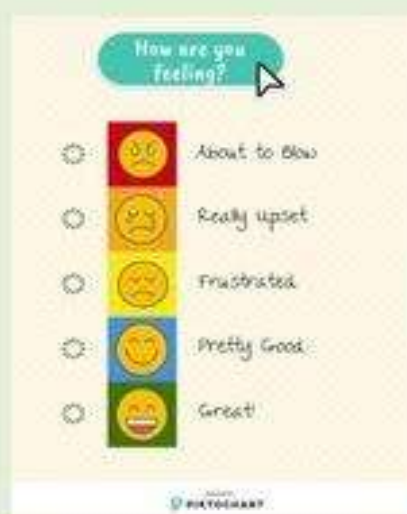 How are you
feeling?
About to Blow
Really Upset
Frustrated
Pretty Good
Great!
PIKTOCHART